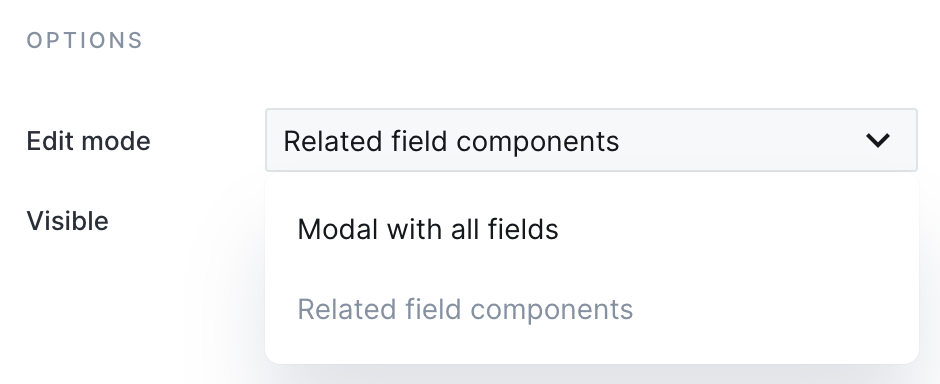 OPTIONS
Edit mode
Related field components
Visible
Modal with all fields
Related field components